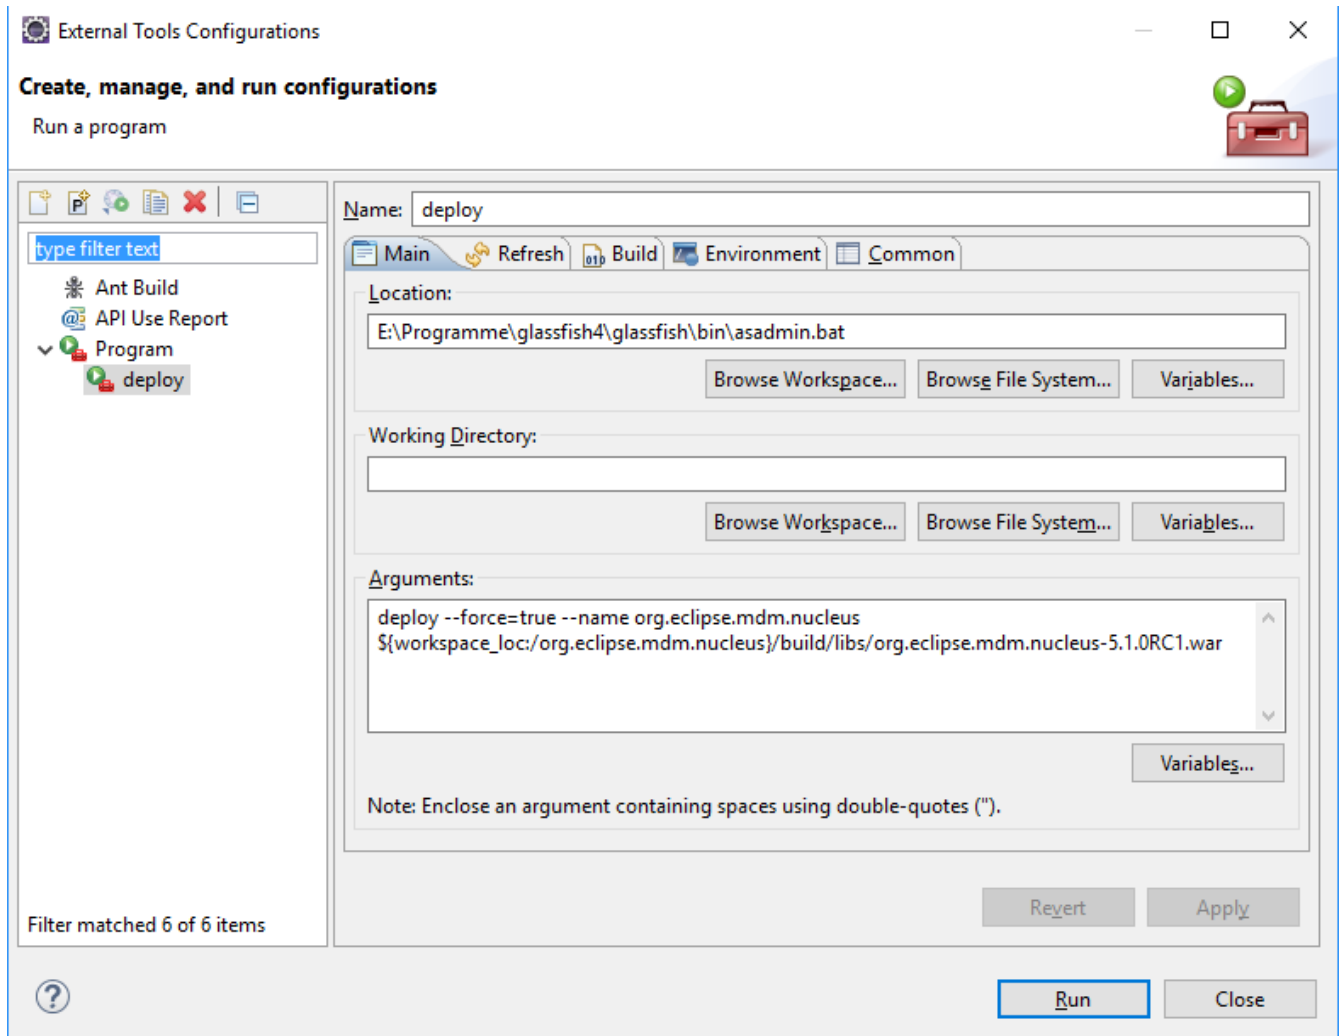 External Tools Configurations
Create, manage, and run configurations
Run a program
Name: deploy
type filter text
Main Refresh Build Environment Common
Ant Build
API Use Report
Program
deploy
Filter matched 6 of 6 items
Location:
E:\Programme\glassfish4\glassfish\bin\asadmin.bat
Browse Workspace... Browse File System... Variables...
Working Directory:
Browse Workspace... Browse File System... Variables...
Arguments:
deploy --force=true --name org.eclipse.mdm.nucleus
${workspace_loc:/org.eclipse.mdm.nucleus}/build/libs/org.eclipse.mdm.nucleus-5.1.0RC1.war
Variables...
Note: Enclose an argument containing spaces using double-quotes (").
Revert Apply
Run Close